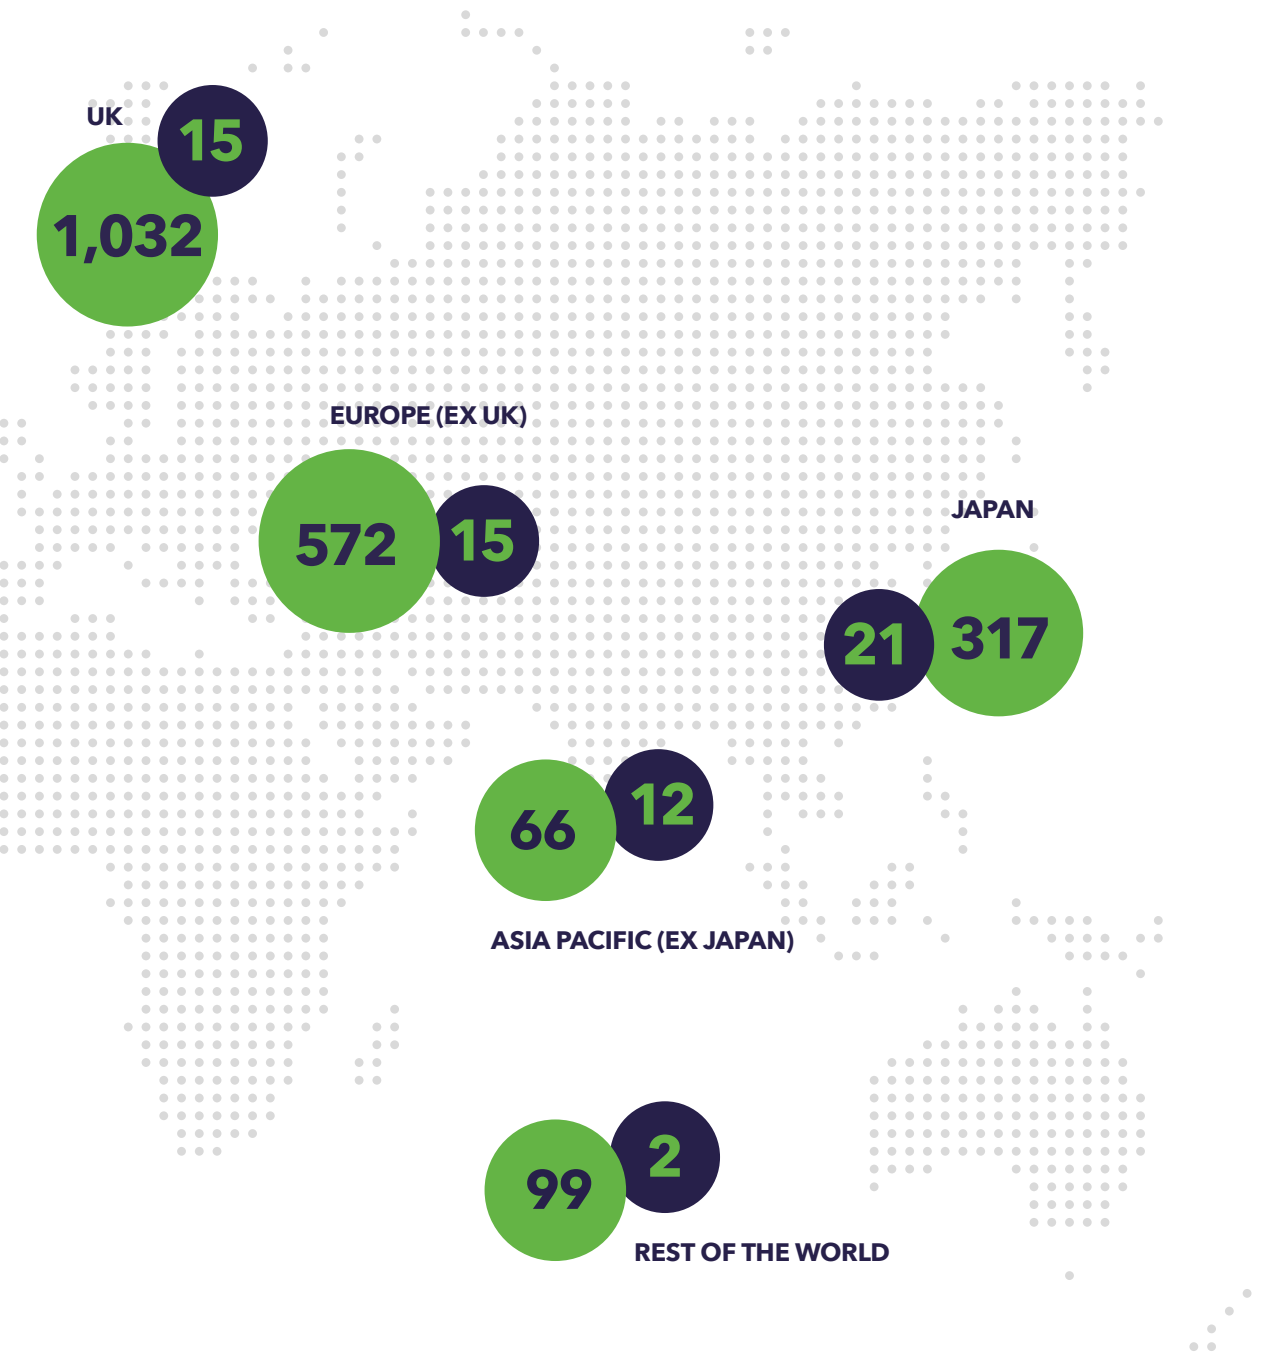 UK
15
1,032
EUROPE (EX UK)
572
15
JAPAN
21
317
66
12
ASIA PACIFIC (EX JAPAN)
99
2
REST OF THE WORLD